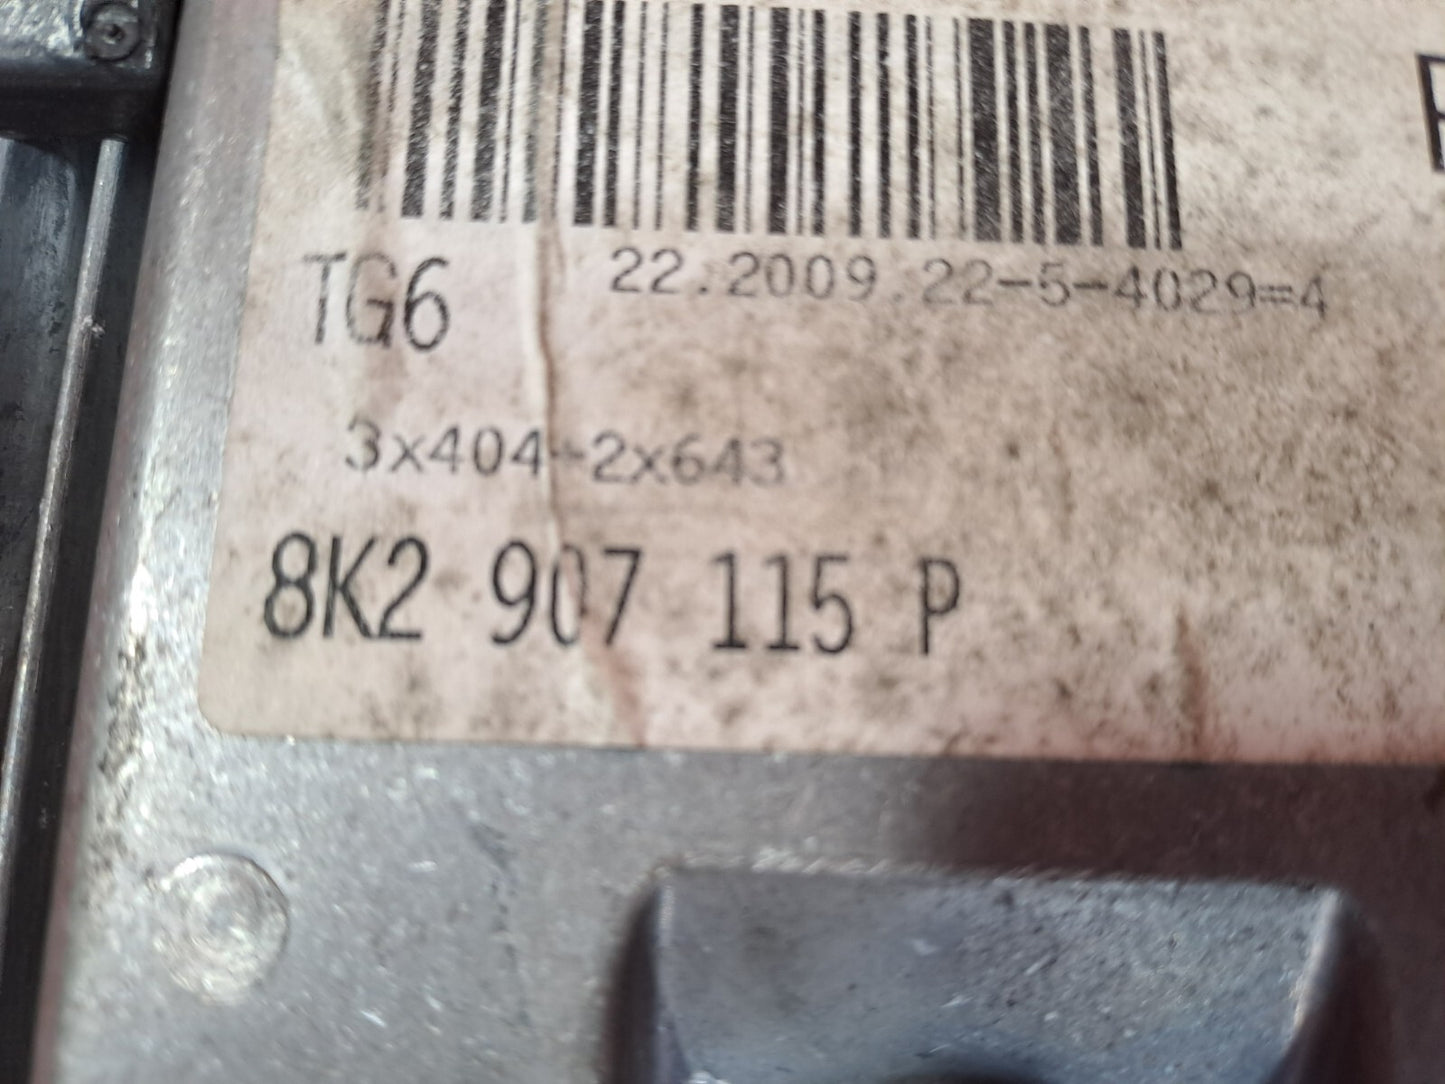 TG6 22.2009.22-5-4029=4
3x404-2x643
8K2 907 115 P